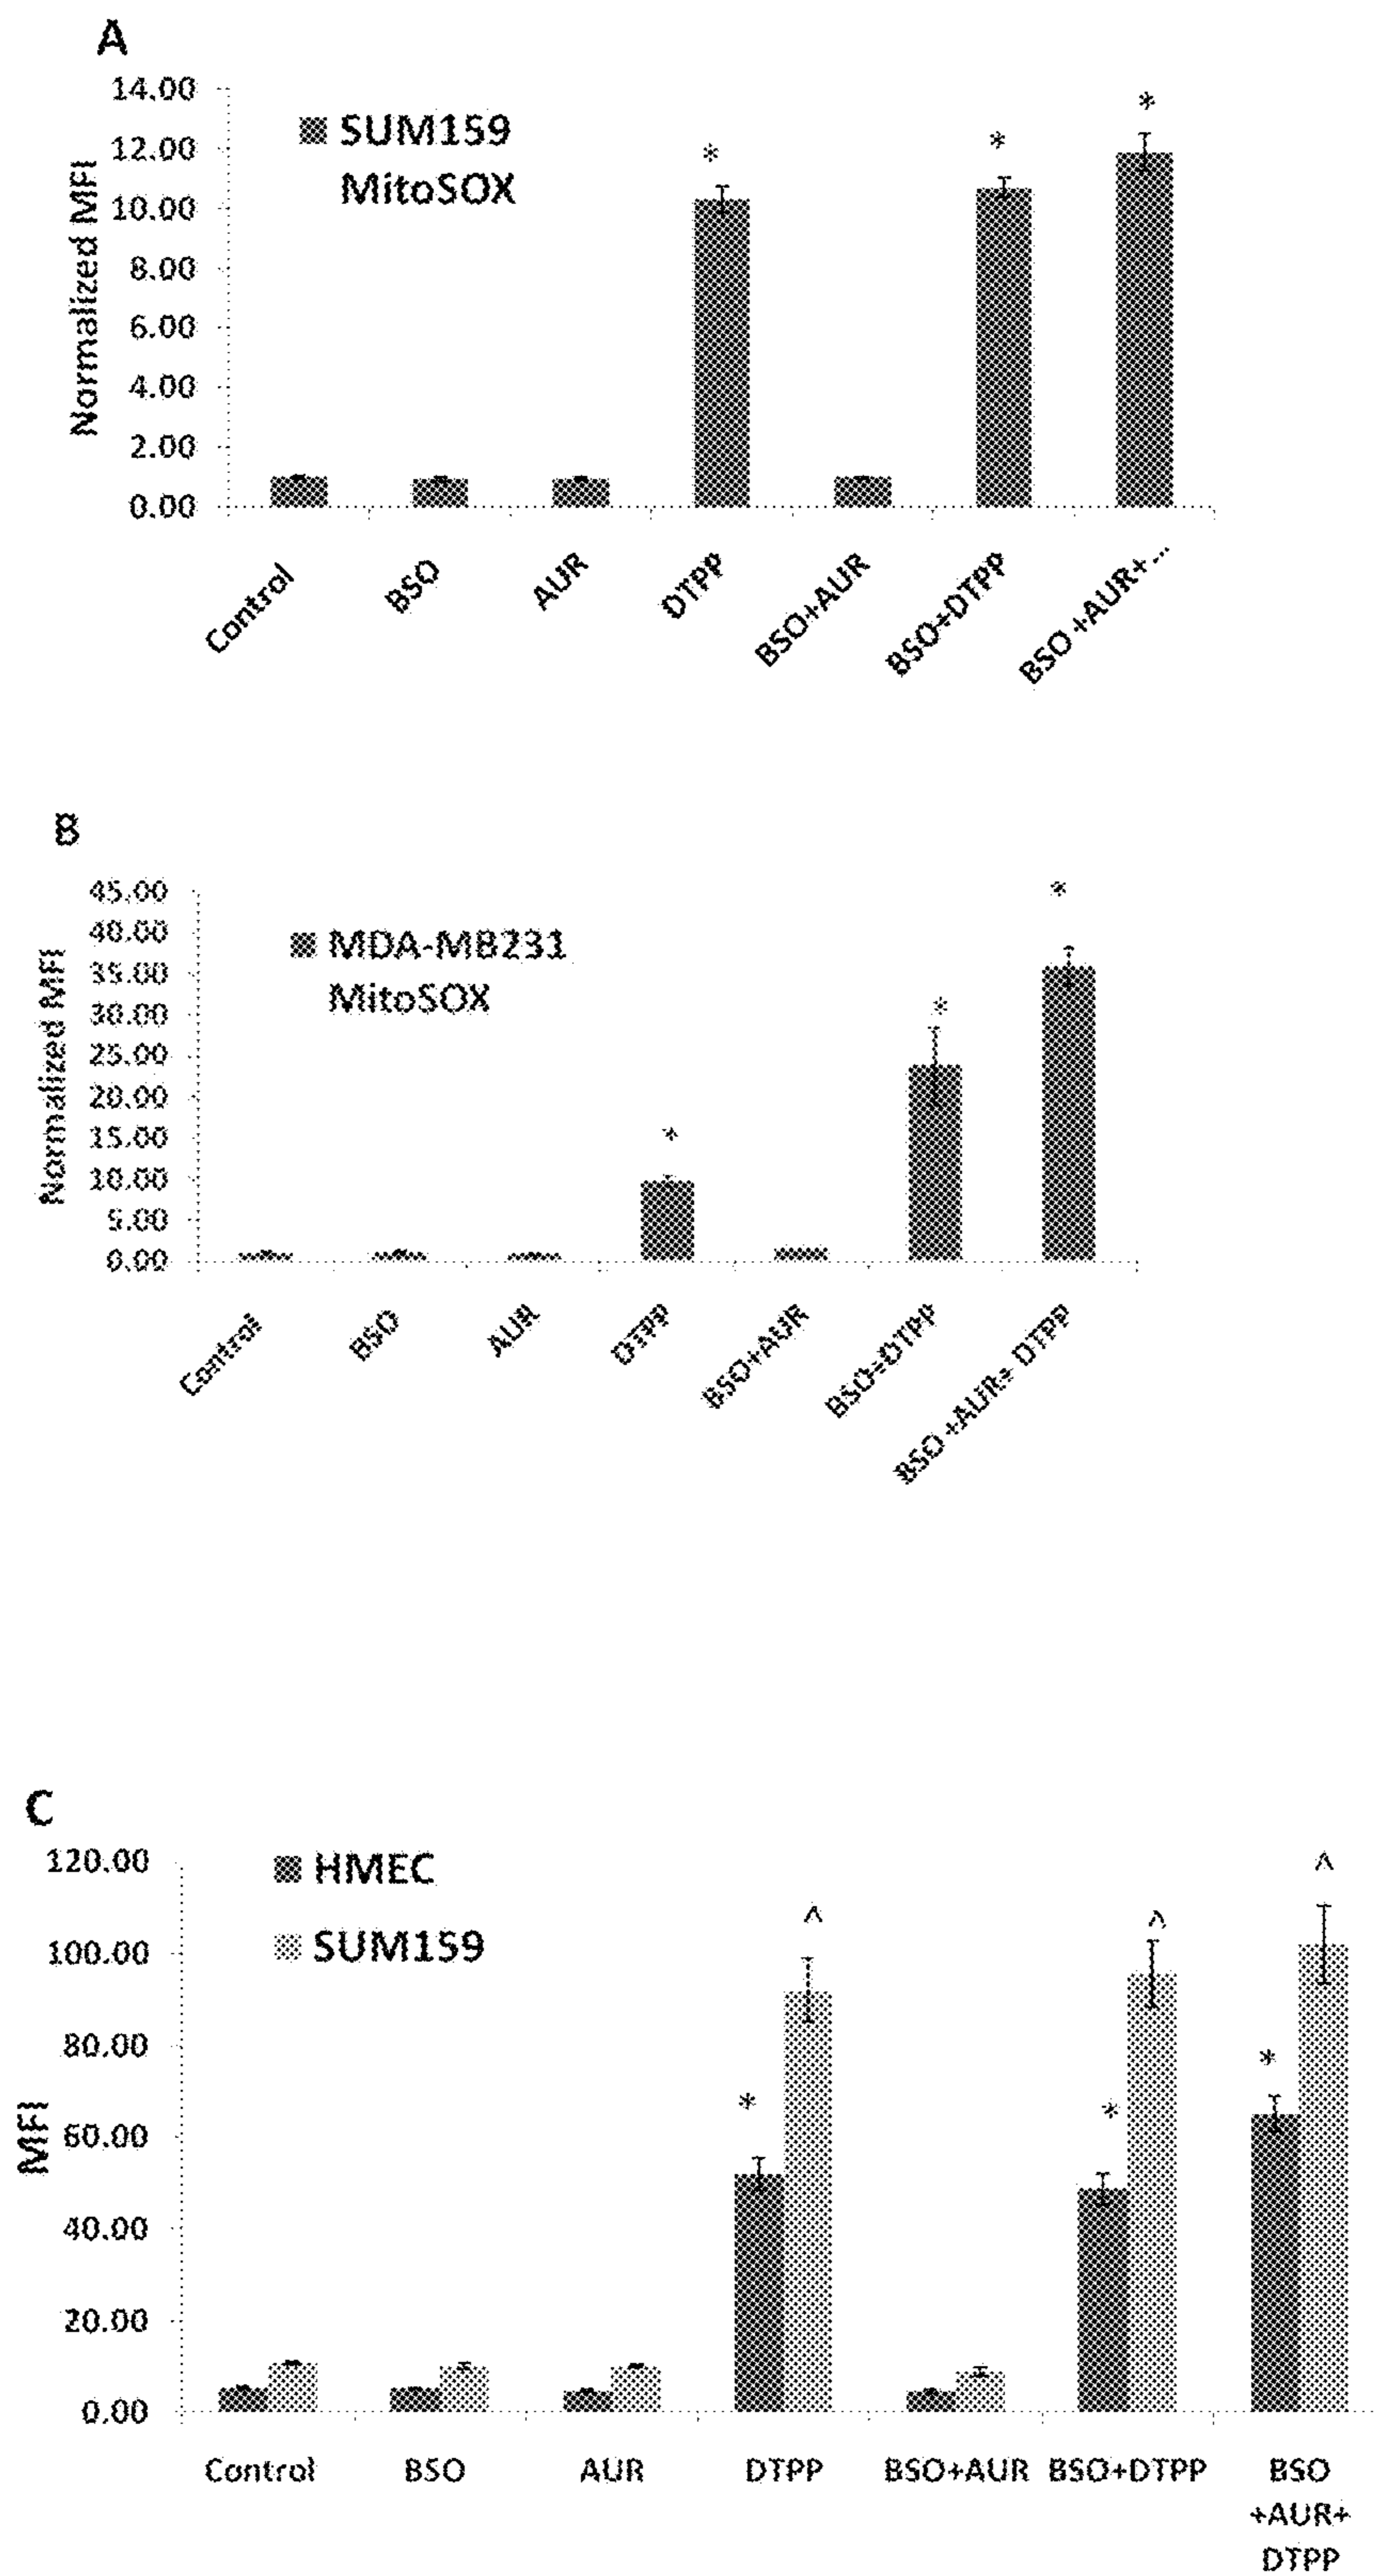 A
14.00
12.00
10.00
8.00
6.00
4.00
2.00
0.00
Normalized MFI
SUM159
MitoSOX
*
*
*
Control
BSO
AUR
DTPP
BSO+AUR
BSO+DTPP
BSO +AUR+...
B
45.00
40.00
35.00
30.00
25.00
20.00
15.00
10.00
5.00
0.00
Normalized MFI
MDA-MB231
MitoSOX
*
*
*
Control
BSO
AUR
DTPP
BSO+AUR
BSO=DTPP
BSO +AUR+ DTPP
C
120.00
100.00
80.00
60.00
40.00
20.00
0.00
MFI
HMEC
SUM159
*
^
*
^
*
^
Control
BSO
AUR
DTPP
BSO+AUR
BSO+DTPP
BSO
+AUR+
DTPP